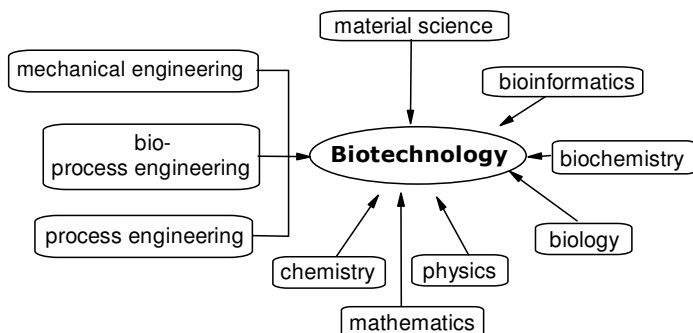 material science
mechanical engineering
bioinformatics
bio-
process engineering
Biotechnology
biochemistry
process engineering
biology
chemistry
physics
mathematics